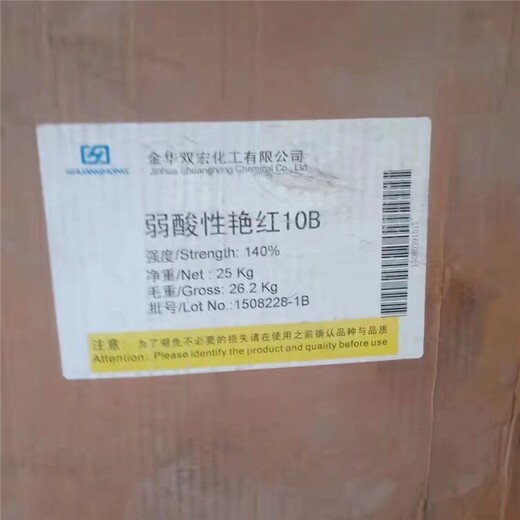 SHUANGHONG
金华双宏化工有限公司
Jinhua Shuanghong Chemical Co., Ltd
弱酸性艳红10B
强度/Strength: 140%
净重/Net : 25 Kg
毛重/Gross: 26.2 Kg
批号/Lot No.:1508228-1B
注意: 为了避免不必要的损失请在使用之前确认品种与品质
Attention : Please identify the product and quality before use